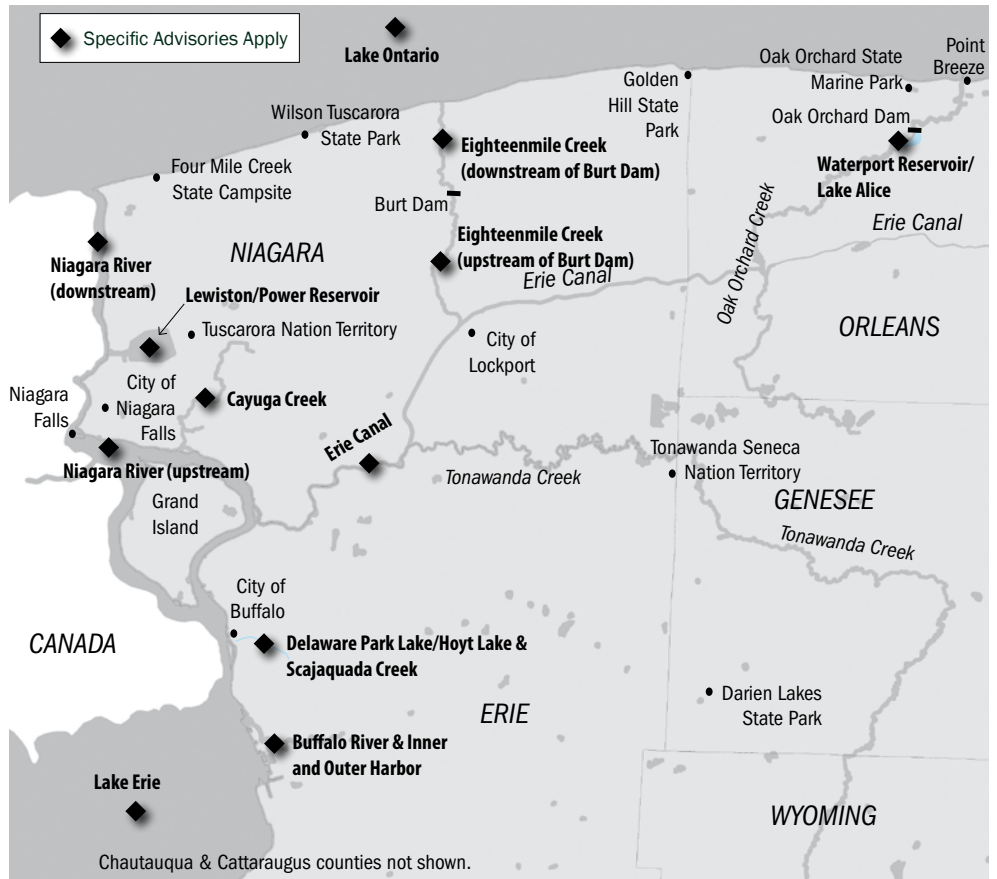 Specific Advisories Apply
Lake Ontario
Point
Breeze
Oak Orchard State
Marine Park
Golden
Hill State
Park
Oak Orchard Dam
Wilson Tuscarora
State Park
Eighteenmile Creek
(downstream of Burt Dam)
Waterport Reservoir/
Lake Alice
Four Mile Creek
State Campsite
Burt Dam
Oak Orchard Creek
Erie Canal
Eighteenmile Creek
(upstream of Burt Dam)
NIAGARA
Niagara River
(downstream)
Erie Canal
Lewiston/Power Reservoir
Tuscarora Nation Territory
City of
Lockport
ORLEANS
City of
Niagara
Falls
Niagara
Falls
Cayuga Creek
Erie Canal
Niagara River (upstream)
Tonawanda Creek
Tonawanda Seneca
Nation Territory
GENESEE
Grand
Island
Tonawanda Creek
City of
Buffalo
CANADA
Delaware Park Lake/Hoyt Lake &
Scajaquada Creek
ERIE
Darien Lakes
State Park
Buffalo River & Inner
and Outer Harbor
Lake Erie
WYOMING
Chautauqua & Cattaraugus counties not shown.